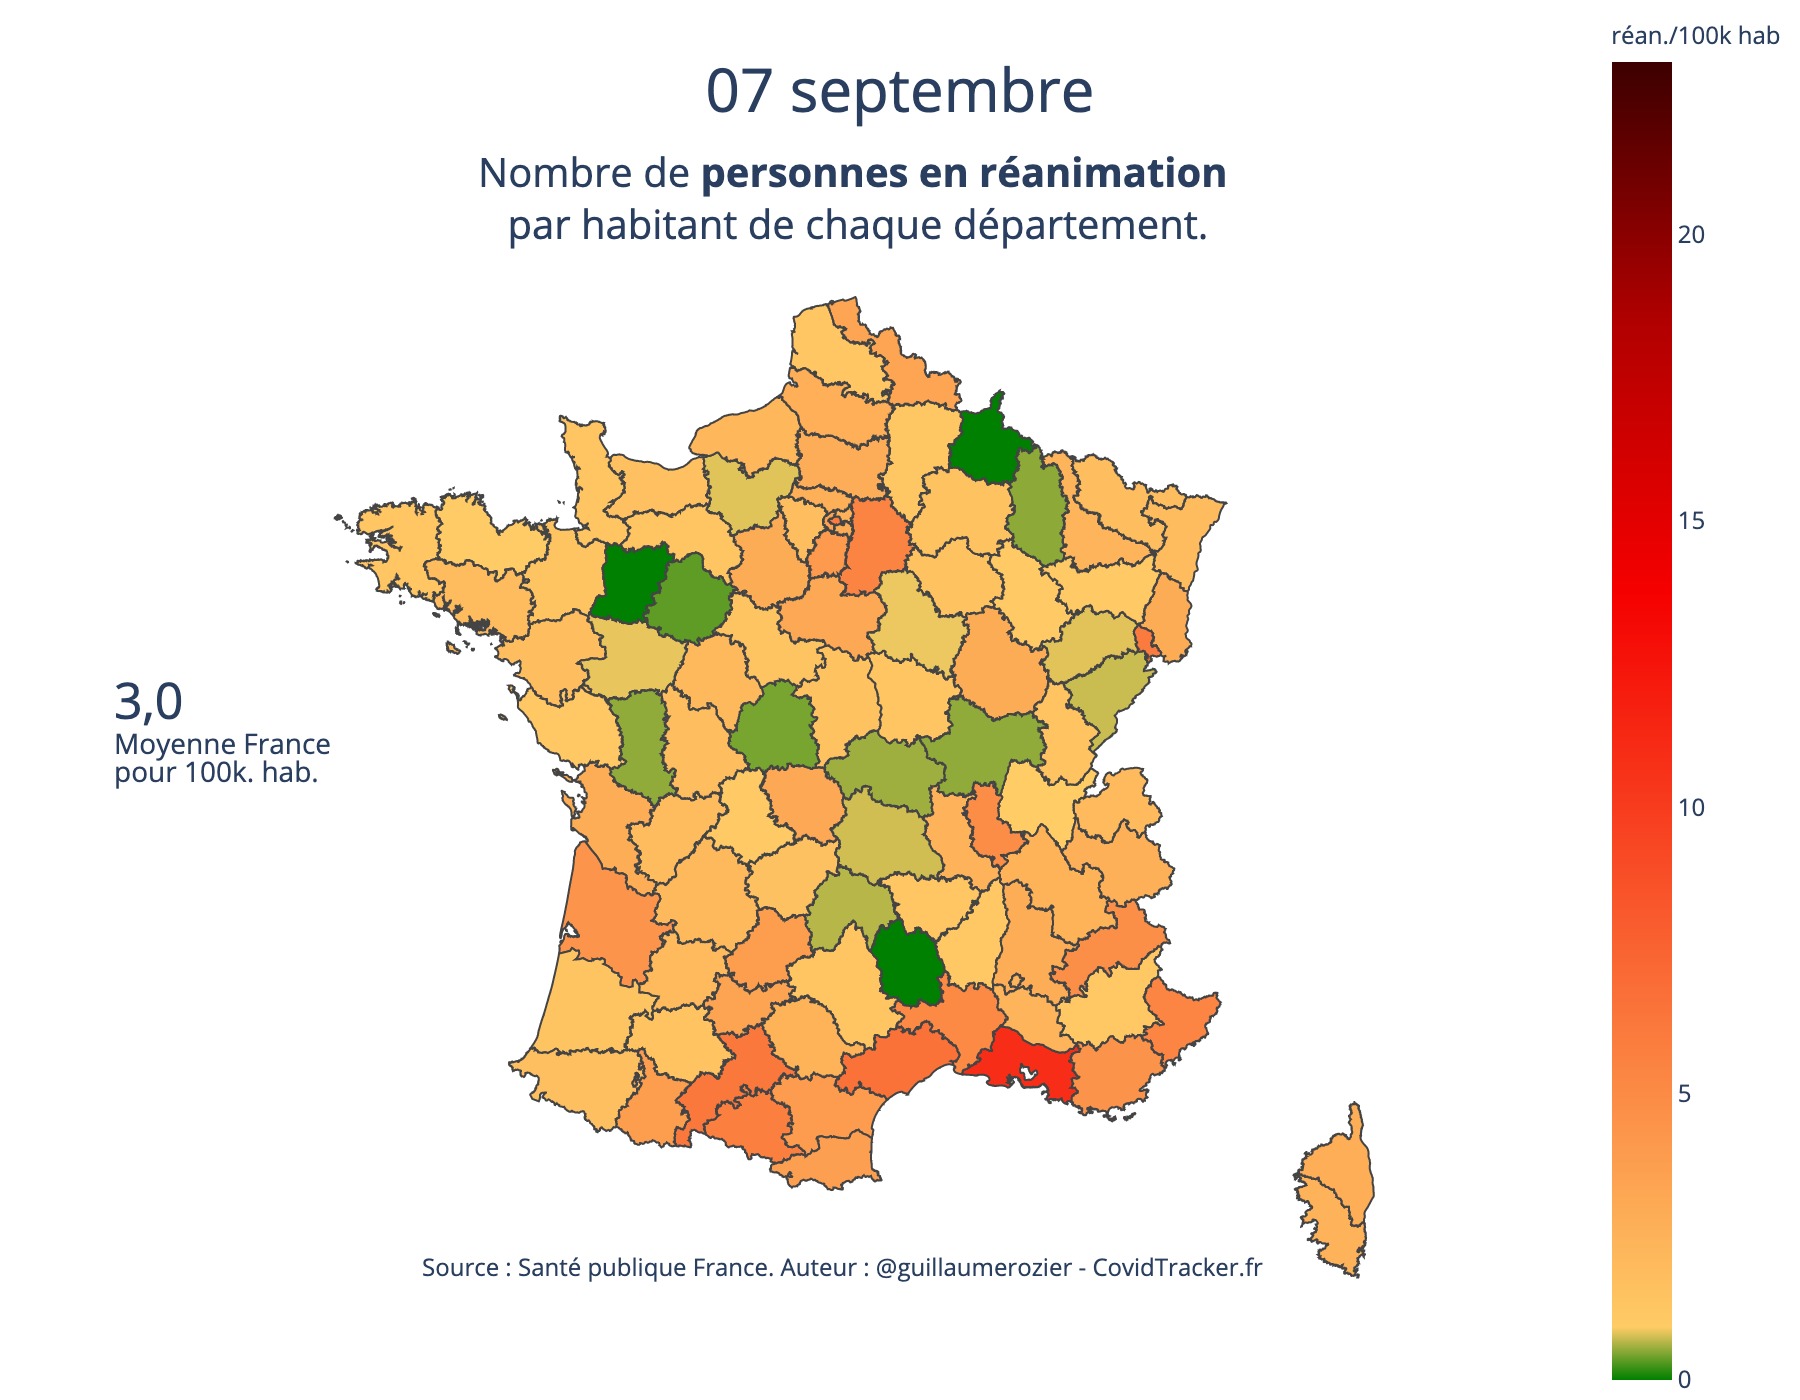 réan./100k hab
07 septembre
Nombre de personnes en réanimation
par habitant de chaque département.
20
15
3,0
Moyenne France
pour 100k. hab.
10
5
Source : Santé publique France. Auteur : @guillaumerozier - CovidTracker.fr
0